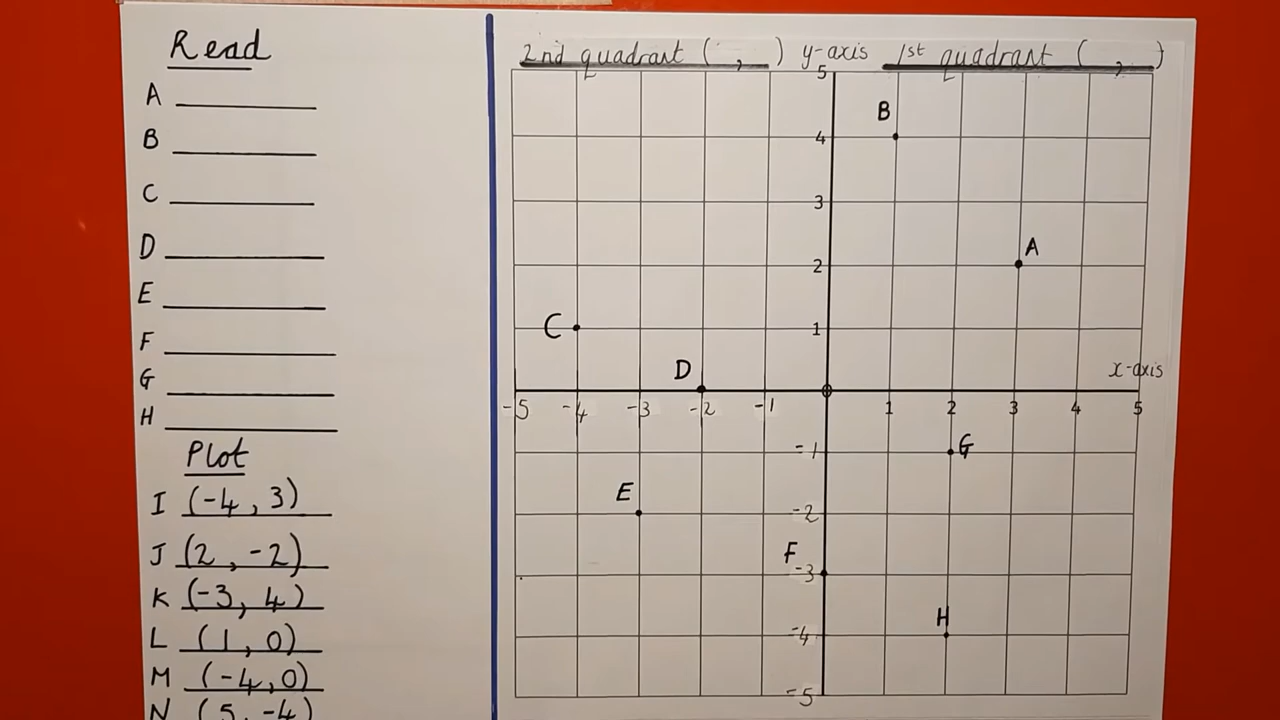 Read
A
B
C
D
E
F
G
H
Plot
I (-4, 3)
J (2, -2)
K (-3, 4)
L (1, 0)
M (-4,0)
N (5, -4)
2nd quadrant ( , ) y-axis 1st quadrant ( , )
5
B
4
3
A
2
C
1
D
x-axis
-5 -4 -3 -2 -1 0 1 2 3 4 5
-1
G
E
-2
F
-3
H
-4
-5